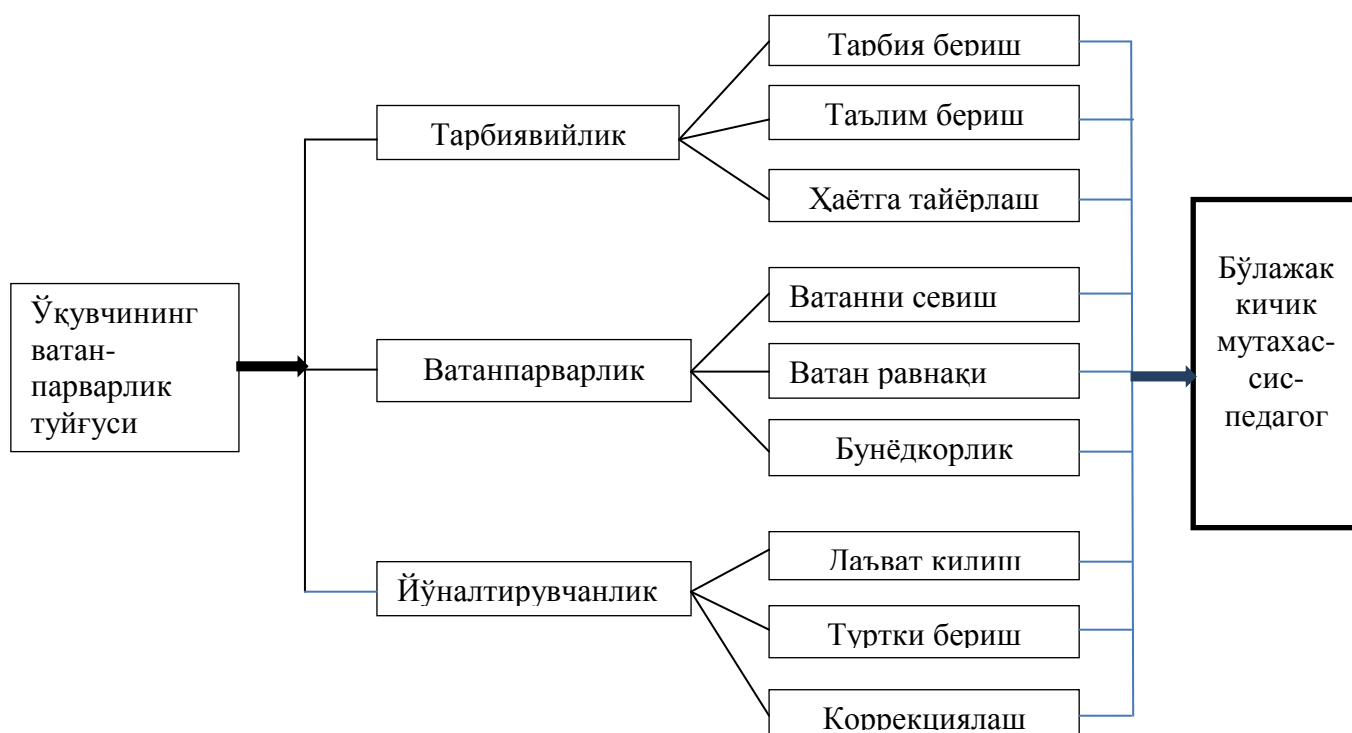 Ўқувчининг
ватан-
парварлик
туйғуси
Тарбиявийлик
Ватанпарварлик
Йўналтирувчанлик
Тарбия бериш
Таълим бериш
Ҳаётга тайёрлаш
Ватанни севиш
Ватан равнақи
Бунёдкорлик
Даъват қилиш
Туртки бериш
Коррекциялаш
Бўлажак
кичик
мутахас-
сис-
педагог